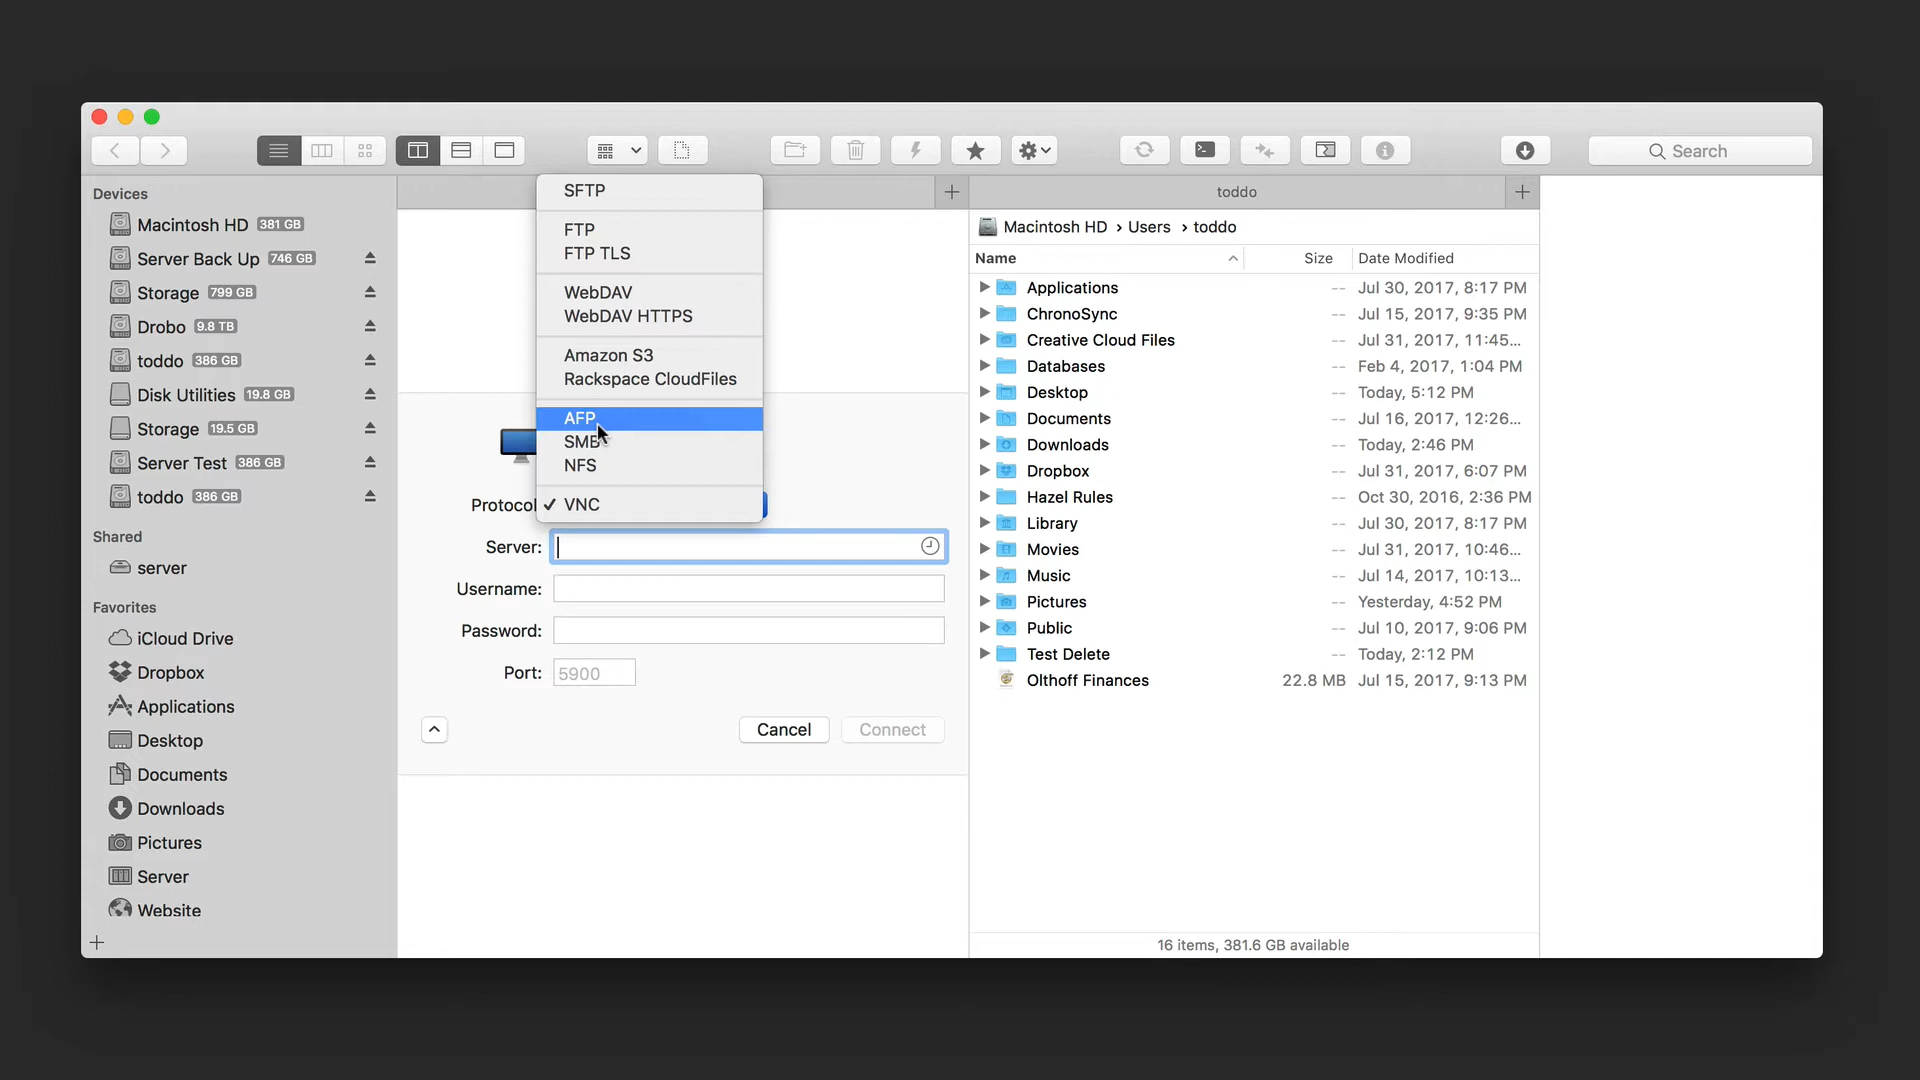 Search
Devices
Macintosh HD 381 GB
Server Back Up 746 GB
Storage 799 GB
Drobo 9.8 TB
toddo 386 GB
Disk Utilities 19.8 GB
Storage 19.5 GB
Server Test 386 GB
toddo 386 GB
Shared
server
Favorites
iCloud Drive
Dropbox
Applications
Desktop
Documents
Downloads
Pictures
Server
Website
SFTP
FTP
FTP TLS
WebDAV
WebDAV HTTPS
Amazon S3
Rackspace CloudFiles
AFP
SMB
NFS
Protocol ✓ VNC
Server:
Username:
Password:
Port: 5900
Cancel Connect
toddo
Macintosh HD › Users › toddo
Name Size Date Modified
Applications -- Jul 30, 2017, 8:17 PM
ChronoSync -- Jul 15, 2017, 9:35 PM
Creative Cloud Files -- Jul 31, 2017, 11:45...
Databases -- Feb 4, 2017, 1:04 PM
Desktop -- Today, 5:12 PM
Documents -- Jul 16, 2017, 12:26...
Downloads -- Today, 2:46 PM
Dropbox -- Jul 31, 2017, 6:07 PM
Hazel Rules -- Oct 30, 2016, 2:36 PM
Library -- Jul 30, 2017, 8:17 PM
Movies -- Jul 31, 2017, 10:46...
Music -- Jul 14, 2017, 10:13...
Pictures -- Yesterday, 4:52 PM
Public -- Jul 10, 2017, 9:06 PM
Test Delete -- Today, 2:12 PM
Olthoff Finances 22.8 MB Jul 15, 2017, 9:13 PM
16 items, 381.6 GB available